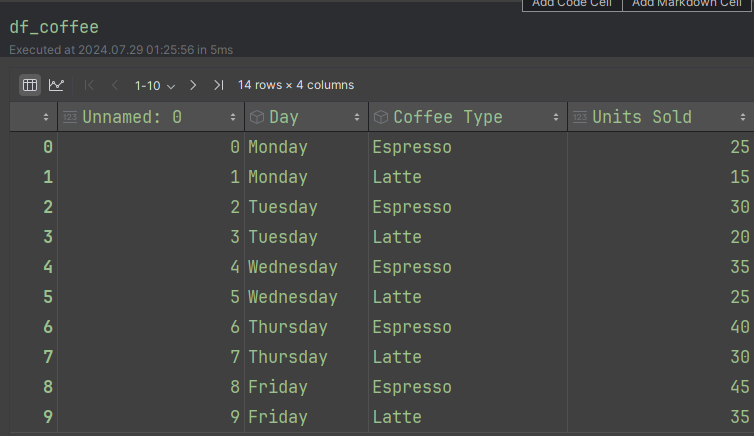 Add Code Cell Add Markdown Cell
df_coffee
Executed at 2024.07.29 01:25:56 in 5ms
1-10 14 rows × 4 columns
123 Unnamed: 0 Day Coffee Type 123 Units Sold
0 0 Monday Espresso 25
1 1 Monday Latte 15
2 2 Tuesday Espresso 30
3 3 Tuesday Latte 20
4 4 Wednesday Espresso 35
5 5 Wednesday Latte 25
6 6 Thursday Espresso 40
7 7 Thursday Latte 30
8 8 Friday Espresso 45
9 9 Friday Latte 35